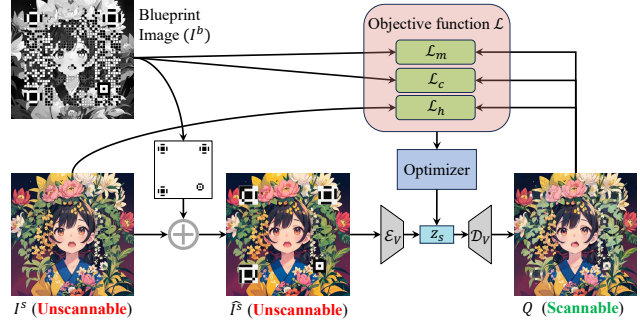 Blueprint
Image (I^b)
Objective function ℒ
ℒ_m
ℒ_c
ℒ_h
Optimizer
ℰ_V
z_s
𝒟_V
I^s (Unscannable)
Î^s (Unscannable)
Q (Scannable)